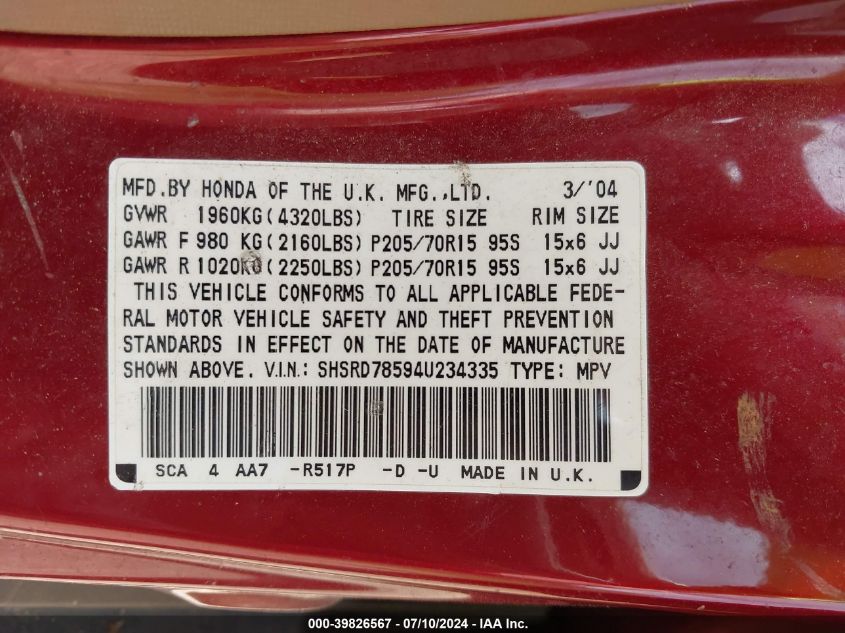 MFD.BY HONDA OF THE U.K. MFG.,LTD. 3/'04
GVWR 1960KG(4320LBS) TIRE SIZE RIM SIZE
GAWR F 980 KG(2160LBS) P205/70R15 95S 15x6 JJ
GAWR R 1020KG(2250LBS) P205/70R15 95S 15x6 JJ
THIS VEHICLE CONFORMS TO ALL APPLICABLE FEDE-
RAL MOTOR VEHICLE SAFETY AND THEFT PREVENTION
STANDARDS IN EFFECT ON THE DATE OF MANUFACTURE
SHOWN ABOVE. V.I.N.: SHSRD78594U234335 TYPE: MPV
SCA 4 AA7 -R517P -D -U MADE IN U.K.
000-39826567 / 07/10/2024 - IAAI.com